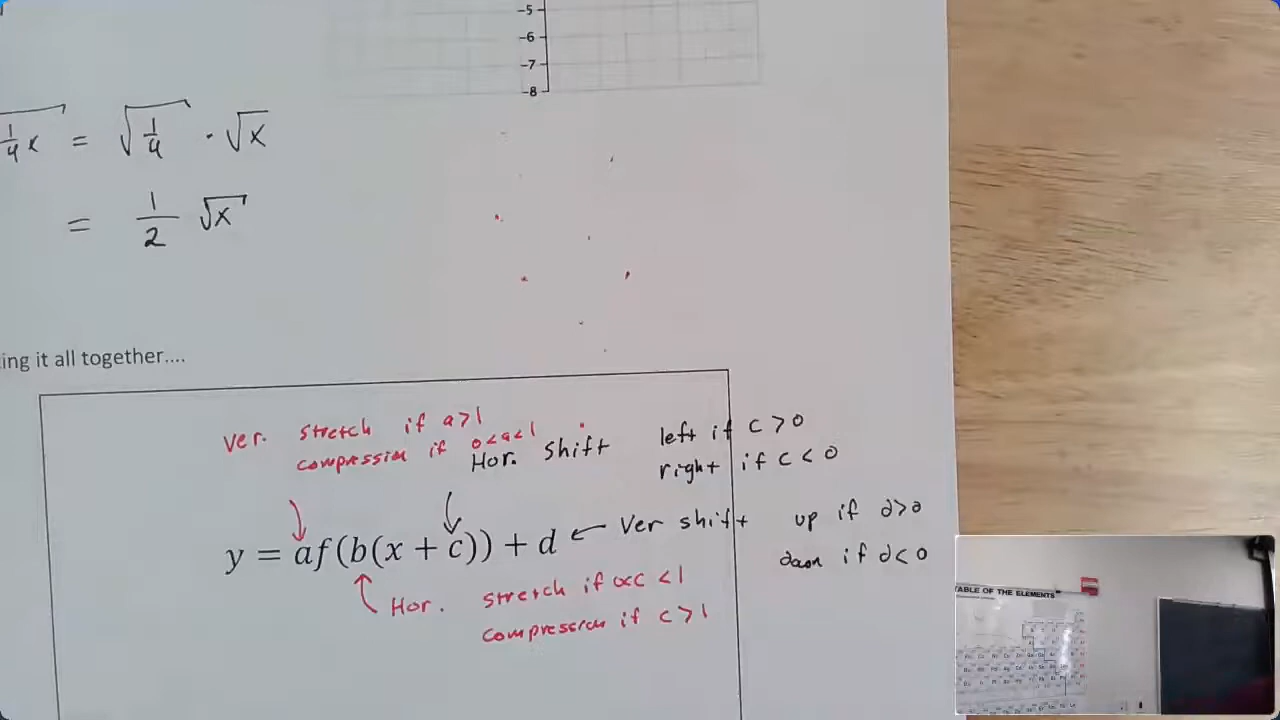 -5
-6
-7
-8
1/4 x = √(1/4) · √x
= 1/2 √x
ing it all together....
Ver. stretch if a>1
compression if 0<a<1
Hor. Shift left if c>0
right if c<0
y = af(b(x + c)) + d ← Ver shift up if d>0
down if d<0
Hor. stretch if 0<c<1
compression if c>1
TABLE OF THE ELEMENTS